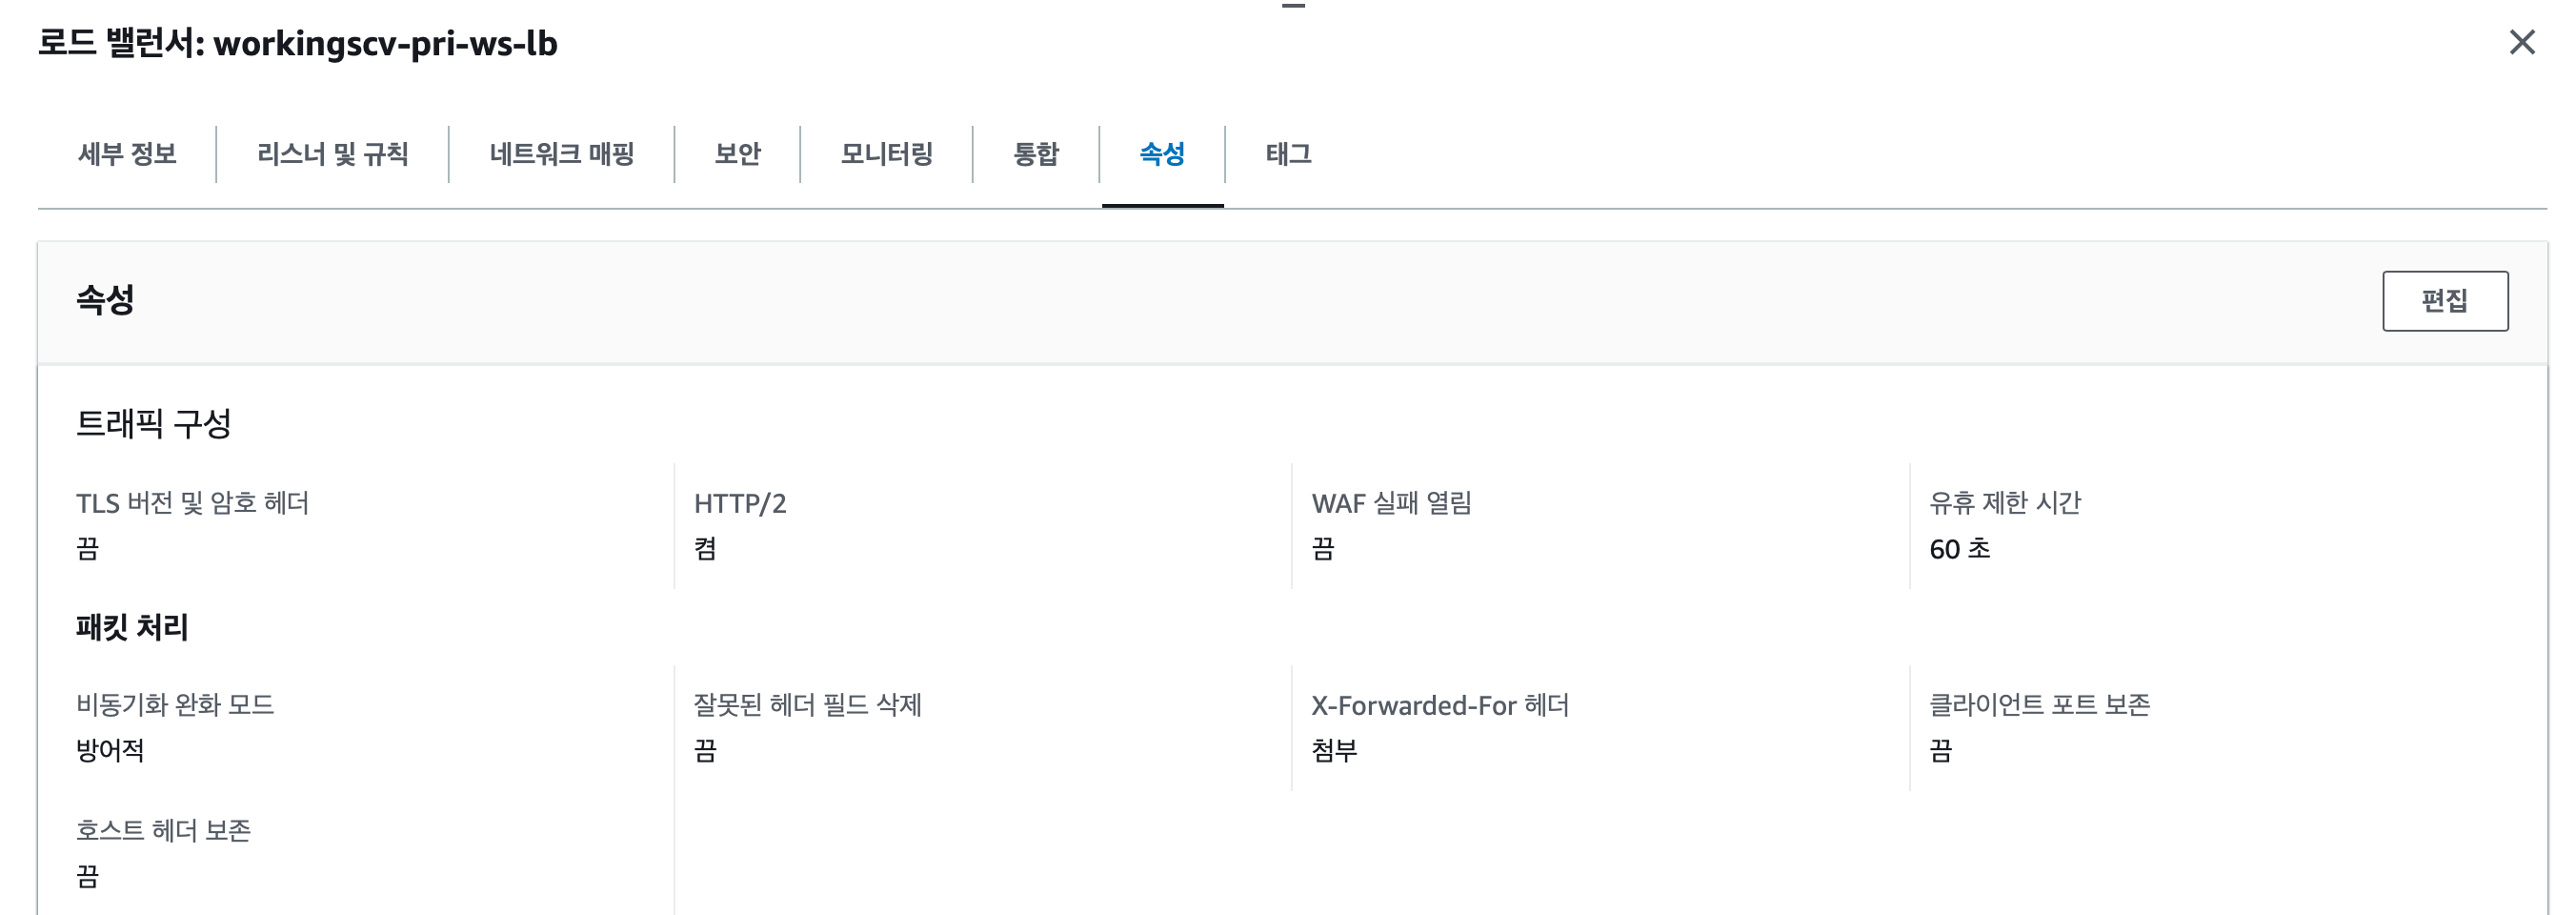 로드 밸런서: workingscv-pri-ws-lb
세부 정보 리스너 및 규칙 네트워크 매핑 보안 모니터링 통합 속성 태그
속성 편집
트래픽 구성
TLS 버전 및 암호 헤더 HTTP/2 WAF 실패 열림 유휴 제한 시간
끔 켬 끔 60 초
패킷 처리
비동기화 완화 모드 잘못된 헤더 필드 삭제 X-Forwarded-For 헤더 클라이언트 포트 보존
방어적 끔 첨부 끔
호스트 헤더 보존
끔